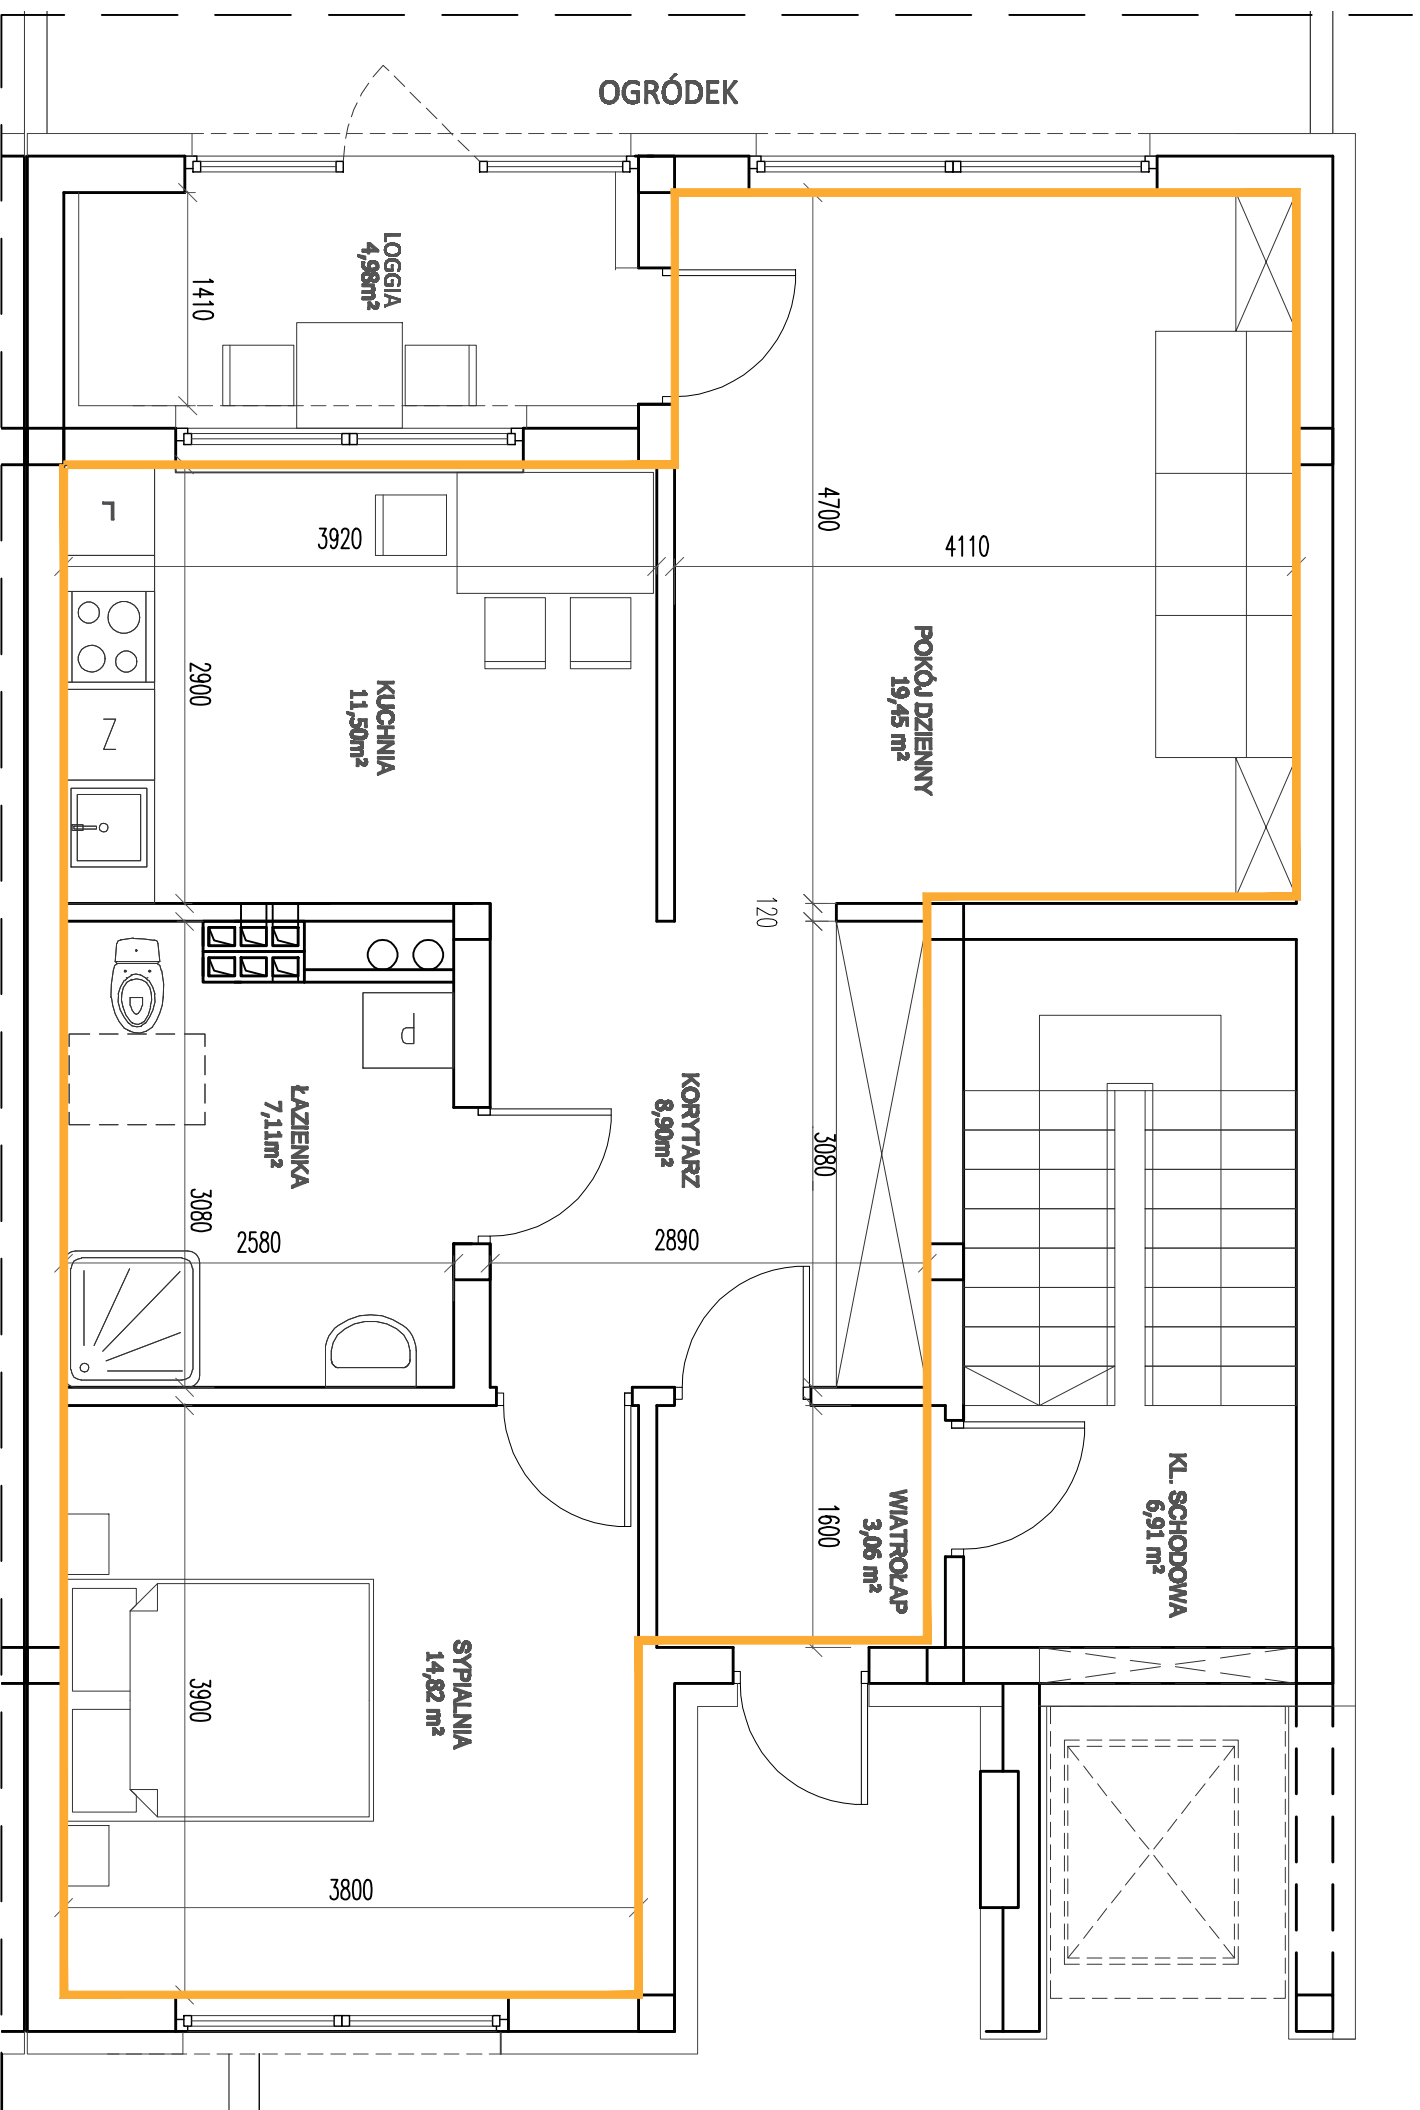 OGRÓDEK
LOGGIA
4,98m²
1410
4700
3920
4110
L
2900
KUCHNIA
11,50m²
POKÓJ DZIENNY
19,45 m²
Z
120
P
ŁAZIENKA
7,11m²
KORYTARZ
8,90m²
3080
3080
2580
2890
1600
WIATROŁAP
3,06 m²
KL. SCHODOWA
6,91 m²
SYPIALNIA
14,82 m²
3900
3800